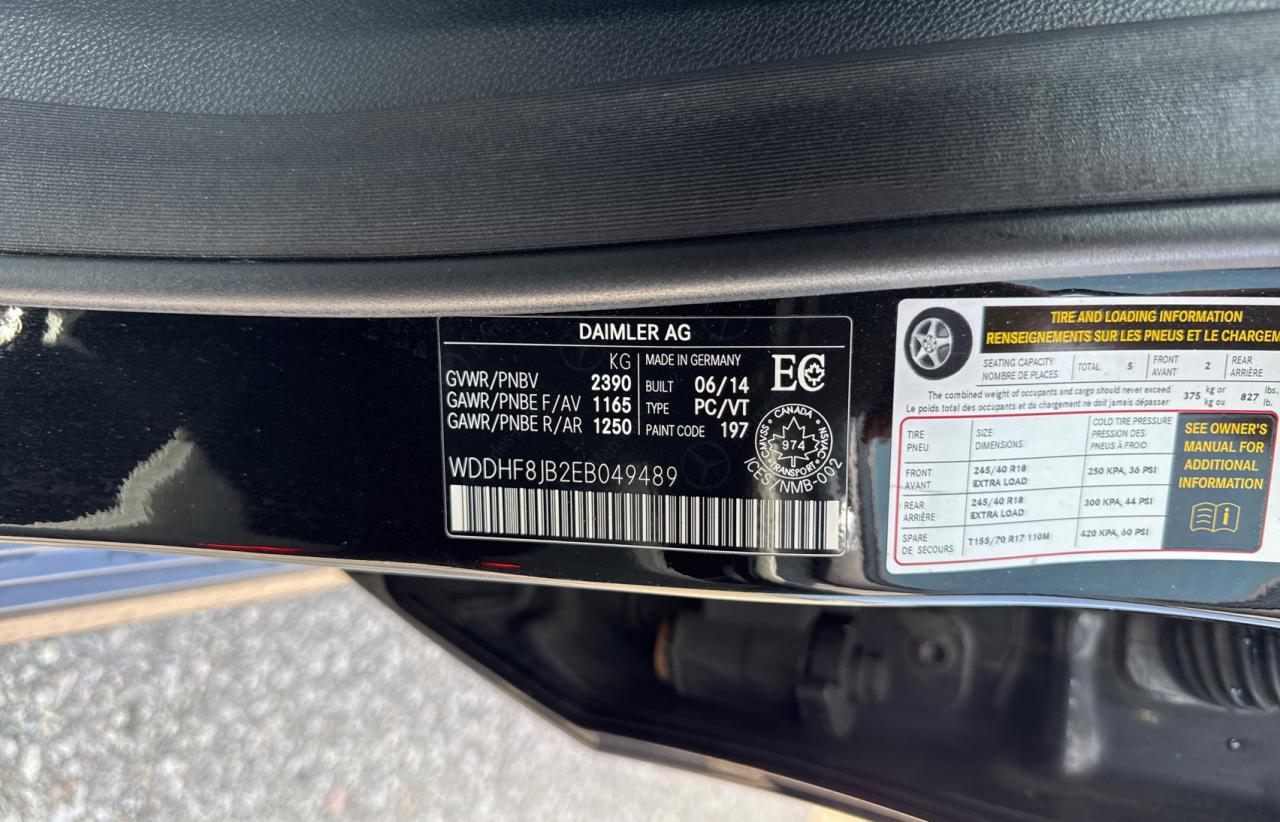 DAIMLER AG
KG
GVWR/PNBV 2390
GAWR/PNBE F/AV 1165
GAWR/PNBE R/AR 1250
MADE IN GERMANY
BUILT 06/14
TYPE PC/VT
PAINT CODE 197
EC
CANADA
CMVSS NSVAC
974
TRANSPORT
ICES/NMB-002
WDDHF8JB2EB049489
TIRE AND LOADING INFORMATION
RENSEIGNEMENTS SUR LES PNEUS ET LE CHARGEM
SEATING CAPACITY
NOMBRE DE PLACES
TOTAL 5
FRONT
AVANT
2
REAR
ARRIÈRE
The combined weight of occupants and cargo should never exceed 375 kg or 827 lbs.
Le poids total des occupants et du chargement ne doit jamais dépasser kg ou lb.
TIRE
PNEU
SIZE
DIMENSIONS
COLD TIRE PRESSURE
PRESSION DES
PNEUS À FROID
FRONT
AVANT
245/40 R18
EXTRA LOAD
250 KPA, 36 PSI
REAR
ARRIÈRE
245/40 R18
EXTRA LOAD
300 KPA, 44 PSI
SPARE
DE SECOURS
T155/70 R17 110M
420 KPA, 60 PSI
SEE OWNER'S
MANUAL FOR
ADDITIONAL
INFORMATION
i